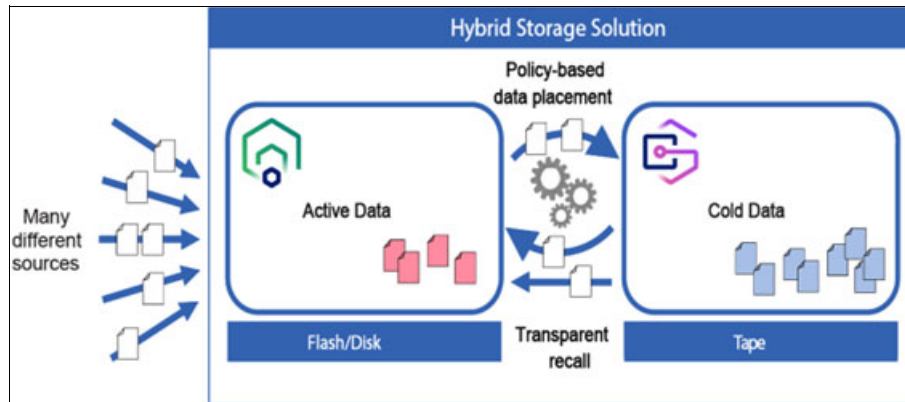 Hybrid Storage Solution
Policy-based
data placement
Many
different
sources
Active Data
Cold Data
Flash/Disk
Transparent
recall
Tape